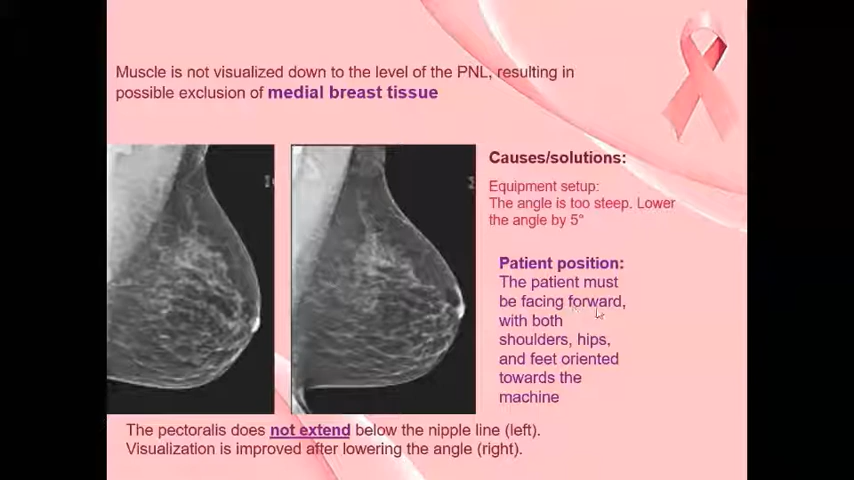 Muscle is not visualized down to the level of the PNL, resulting in
possible exclusion of medial breast tissue
Causes/solutions:
Equipment setup:
The angle is too steep. Lower
the angle by 5°
Patient position:
The patient must
be facing forward,
with both
shoulders, hips,
and feet oriented
towards the
machine
The pectoralis does not extend below the nipple line (left).
Visualization is improved after lowering the angle (right).